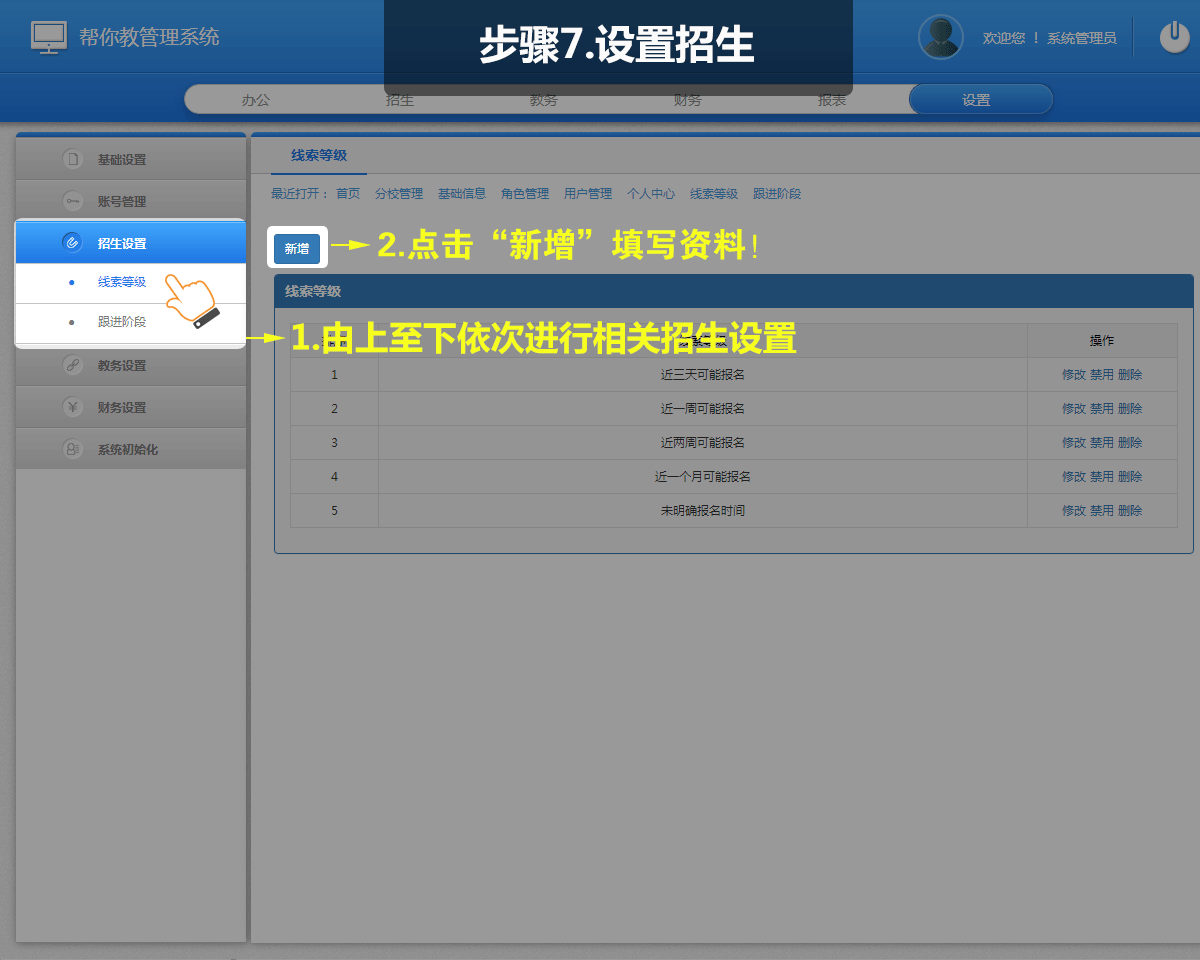 帮你教管理系统
步骤7.设置招生
欢迎您 ！ 系统管理员
办公 招生 教务 财务 报表 设置
基础设置
账号管理
招生设置
线索等级
跟进阶段
教务设置
财务设置
系统初始化
线索等级
最近打开： 首页 分校管理 基础信息 角色管理 用户管理 个人中心 线索等级 跟进阶段
新增
2.点击“新增”填写资料!
线索等级
1.由上至下依次进行相关招生设置
操作
1 近三天可能报名 修改 禁用 删除
2 近一周可能报名 修改 禁用 删除
3 近两周可能报名 修改 禁用 删除
4 近一个月可能报名 修改 禁用 删除
5 未明确报名时间 修改 禁用 删除